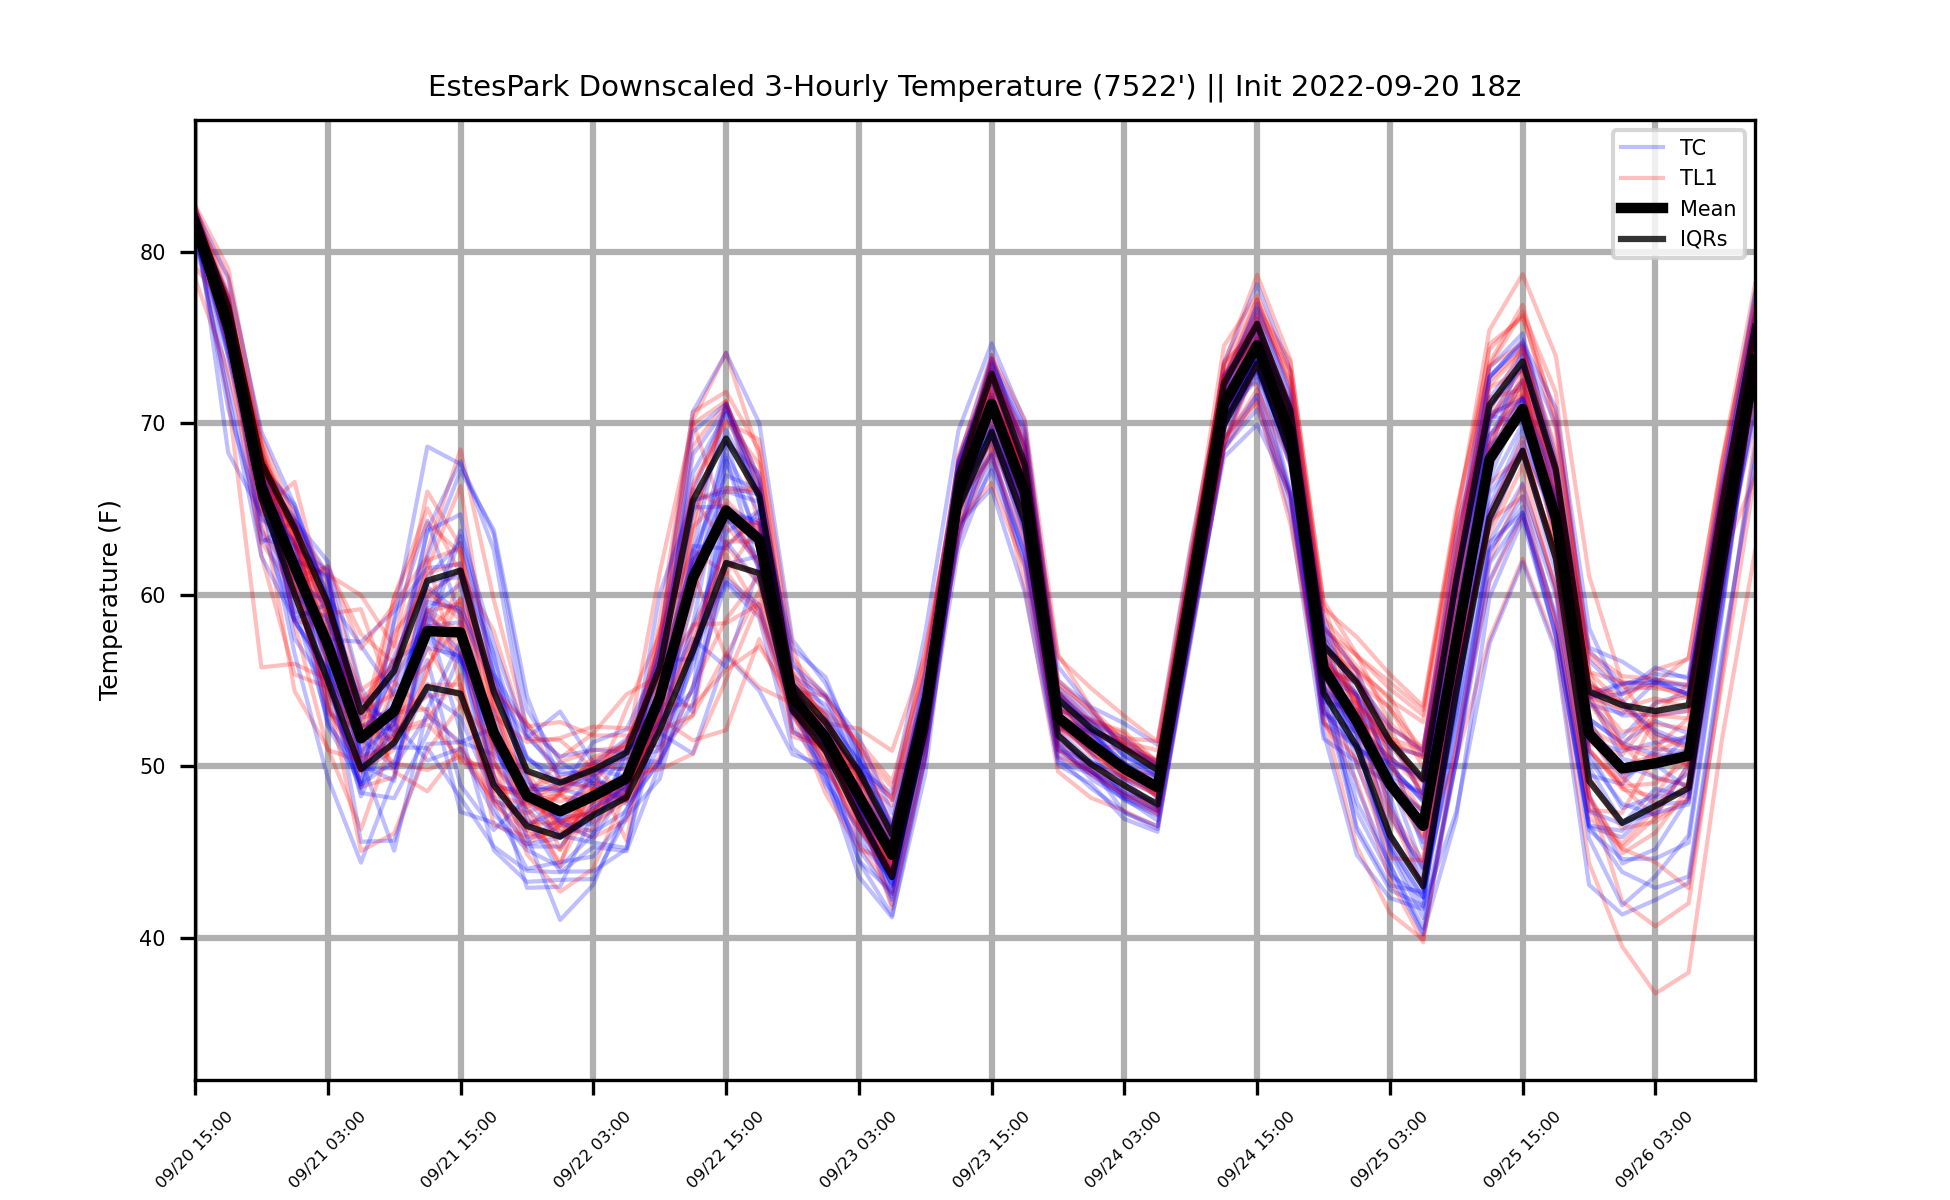 EstesPark Downscaled 3-Hourly Temperature (7522') || Init 2022-09-20 18z
TC
TL1
Mean
IQRs
Temperature (F)
80
70
60
50
40
09/20 15:00
09/21 03:00
09/21 15:00
09/22 03:00
09/22 15:00
09/23 03:00
09/23 15:00
09/24 03:00
09/24 15:00
09/25 03:00
09/25 15:00
09/26 03:00